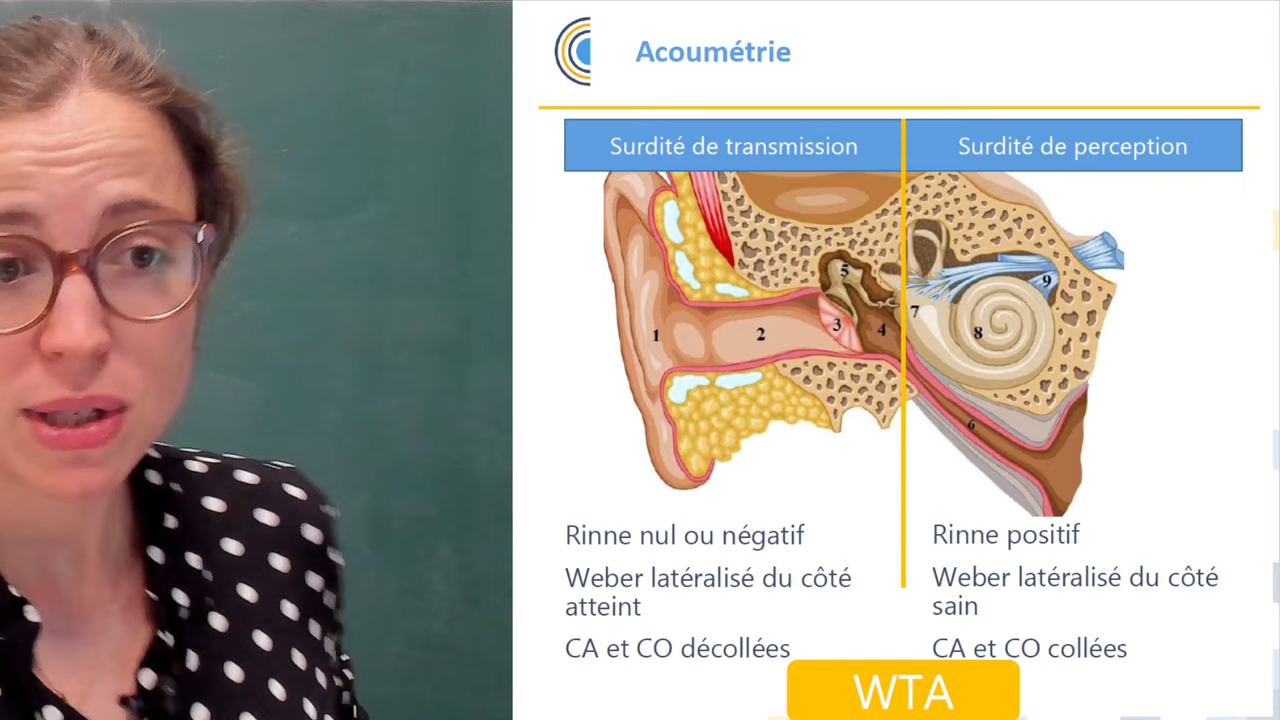 Acoumétrie
Surdité de transmission
Surdité de perception
1
2
3
4
5
6
7
8
9
Rinne nul ou négatif
Weber latéralisé du côté
atteint
CA et CO décollées
Rinne positif
Weber latéralisé du côté
sain
CA et CO collées
WTA